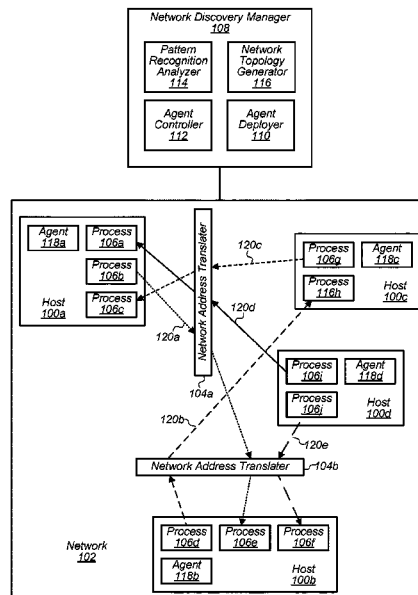 Network Discovery Manager
108
Pattern
Recognition
Analyzer
114
Network
Topology
Generator
116
Agent
Controller
112
Agent
Deployer
110
Agent
118a
Process
106a
Process
106b
Process
106c
Host
100a
Network Address Translater
104a
120a
120c
120d
Process
106g
Agent
118c
Process
116h
Host
100c
Process
106i
Agent
118d
Process
106j
Host
100d
120b
120e
Network Address Translater
104b
Process
106d
Process
106e
Process
106f
Agent
118b
Host
100b
Network
102